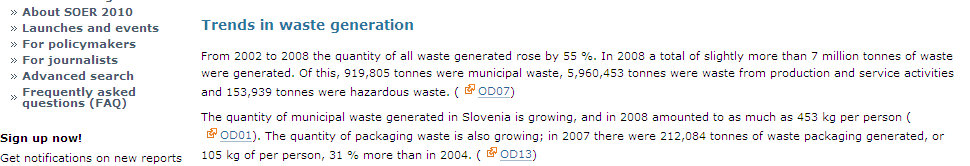 » About SOER 2010
» Launches and events
» For policymakers
» For journalists
» Advanced search
» Frequently asked
questions (FAQ)
Sign up now!
Get notifications on new reports
Trends in waste generation
From 2002 to 2008 the quantity of all waste generated rose by 55 %. In 2008 a total of slightly more than 7 million tonnes of waste
were generated. Of this, 919,805 tonnes were municipal waste, 5,960,453 tonnes were waste from production and service activities
and 153,939 tonnes were hazardous waste. ( OD07)
The quantity of municipal waste generated in Slovenia is growing, and in 2008 amounted to as much as 453 kg per person (
OD01). The quantity of packaging waste is also growing; in 2007 there were 212,084 tonnes of waste packaging generated, or
105 kg of per person, 31 % more than in 2004. ( OD13)